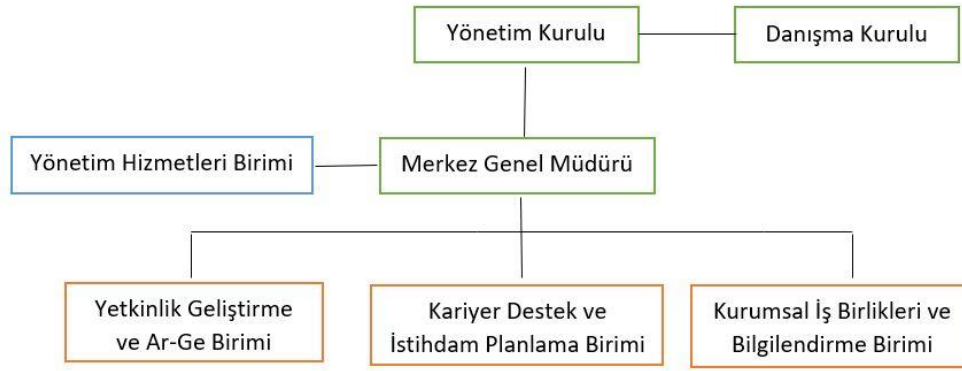 Yönetim Kurulu
Danışma Kurulu
Yönetim Hizmetleri Birimi
Merkez Genel Müdürü
Yetkinlik Geliştirme
ve Ar-Ge Birimi
Kariyer Destek ve
İstihdam Planlama Birimi
Kurumsal İş Birlikleri ve
Bilgilendirme Birimi